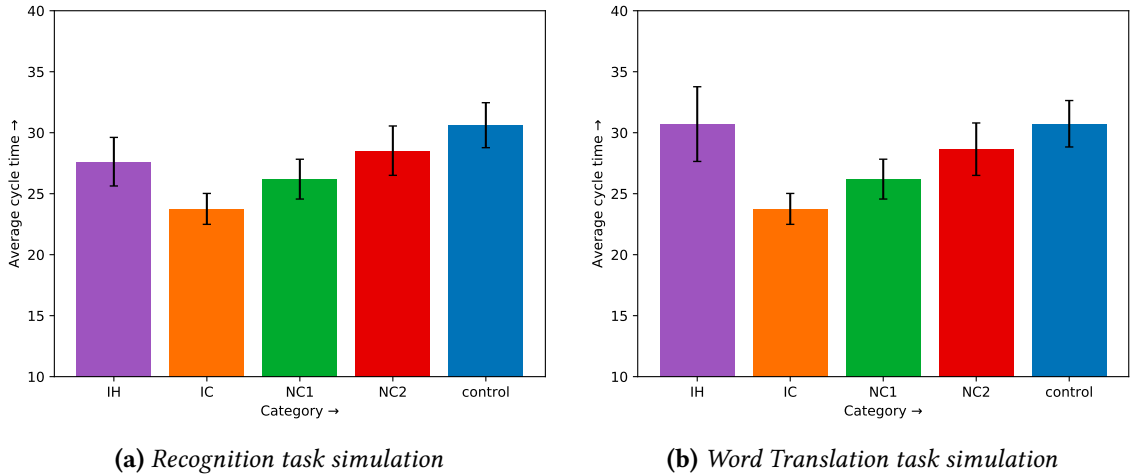 40
35
30
25
20
15
10
Average cycle time →
IH IC NC1 NC2 control
Category →
(a) Recognition task simulation
40
35
30
25
20
15
10
Average cycle time →
IH IC NC1 NC2 control
Category →
(b) Word Translation task simulation